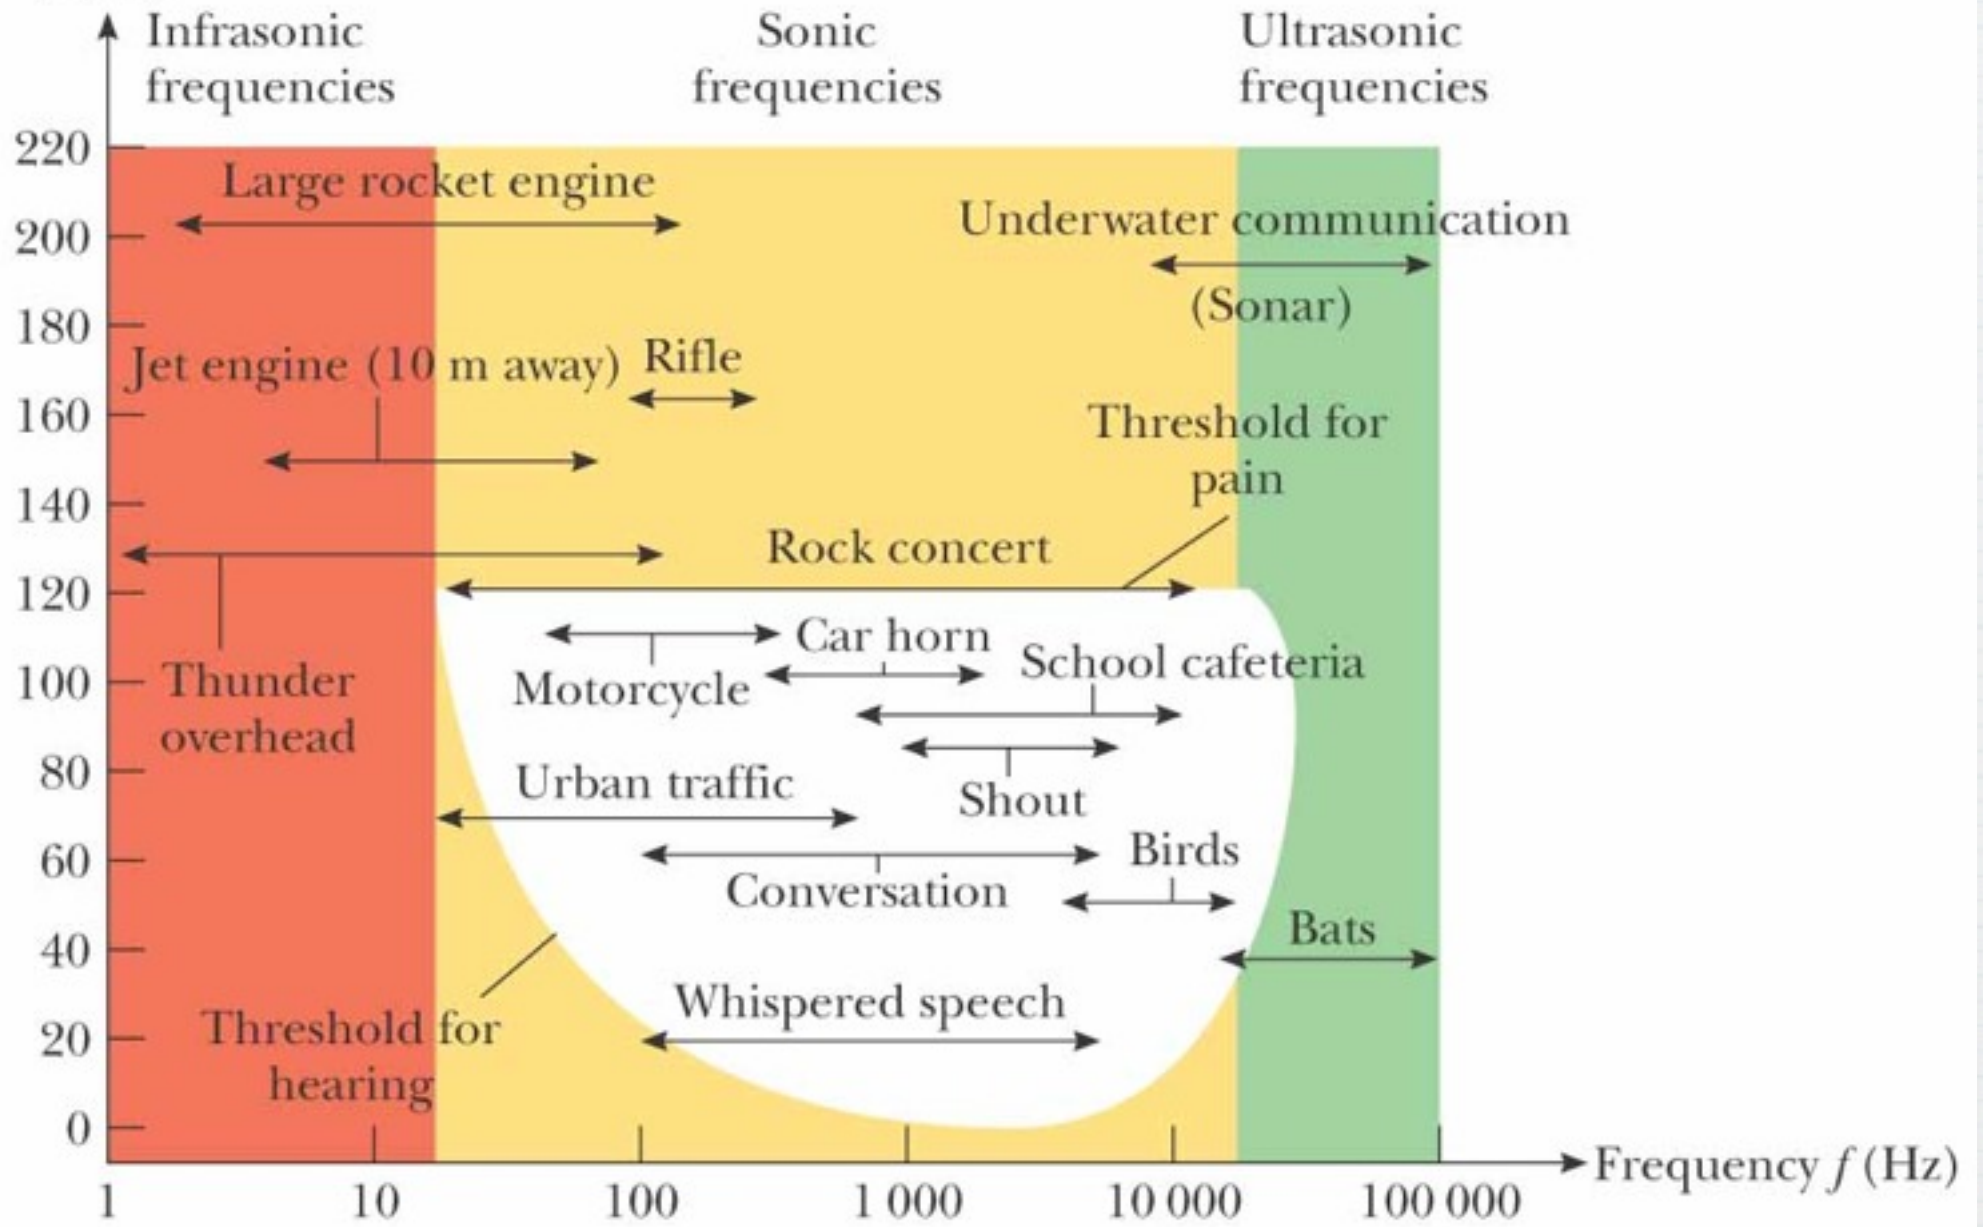 Infrasonic
frequencies
Sonic
frequencies
Ultrasonic
frequencies
220
Large rocket engine
200
Underwater communication
(Sonar)
180
Jet engine (10 m away)
Rifle
160
Threshold for
pain
140
Rock concert
120
Car horn
Motorcycle
School cafeteria
100
Thunder
overhead
80
Urban traffic
Shout
60
Birds
Conversation
40
Bats
Whispered speech
20
Threshold for
hearing
0
Frequency f (Hz)
1
10
100
1 000
10 000
100 000